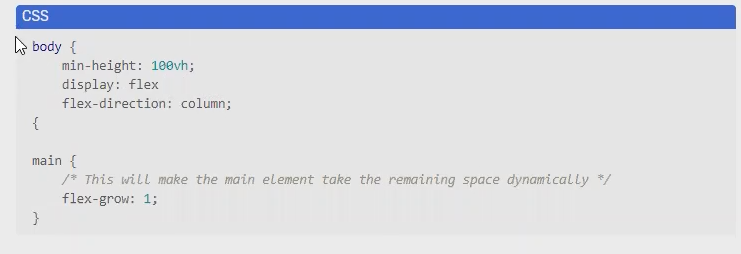 CSS
body {
    min-height: 100vh;
    display: flex
    flex-direction: column;
{

main {
    /* This will make the main element take the remaining space dynamically */
    flex-grow: 1;
}